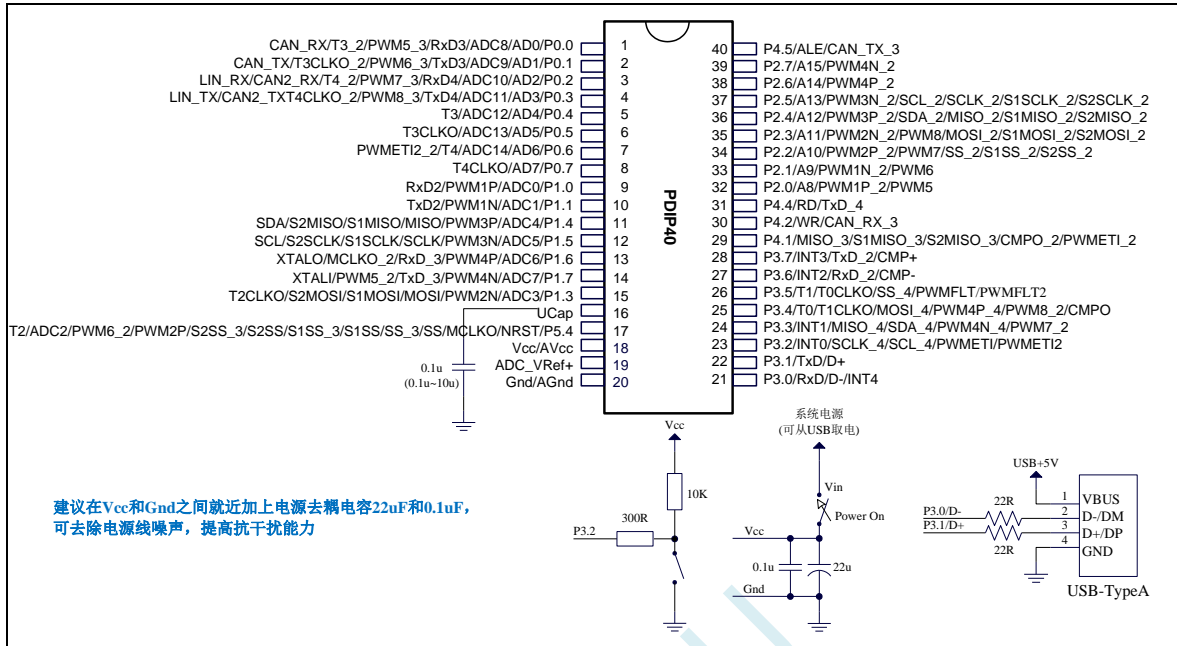 CAN_RX/T3_2/PWM5_3/RxD3/ADC8/AD0/P0.0
CAN_TX/T3CLKO_2/PWM6_3/TxD3/ADC9/AD1/P0.1
LIN_RX/CAN2_RX/T4_2/PWM7_3/RxD4/ADC10/AD2/P0.2
LIN_TX/CAN2_TXT4CLKO_2/PWM8_3/TxD4/ADC11/AD3/P0.3
T3/ADC12/AD4/P0.4
T3CLKO/ADC13/AD5/P0.5
PWMETI2_2/T4/ADC14/AD6/P0.6
T4CLKO/AD7/P0.7
RxD2/PWM1P/ADC0/P1.0
TxD2/PWM1N/ADC1/P1.1
SDA/S2MISO/S1MISO/MISO/PWM3P/ADC4/P1.4
SCL/S2SCLK/S1SCLK/SCLK/PWM3N/ADC5/P1.5
XTALO/MCLKO_2/RxD_3/PWM4P/ADC6/P1.6
XTALI/PWM5_2/TxD_3/PWM4N/ADC7/P1.7
T2CLKO/S2MOSI/S1MOSI/MOSI/PWM2N/ADC3/P1.3
UCap
T2/ADC2/PWM6_2/PWM2P/S2SS_3/S2SS/S1SS_3/S1SS/SS_3/SS/MCLKO/NRST/P5.4
Vcc/AVcc
ADC_VRef+
Gnd/AGnd
1
2
3
4
5
6
7
8
9
10
11
12
13
14
15
16
17
18
19
20
PDIP40
40
39
38
37
36
35
34
33
32
31
30
29
28
27
26
25
24
23
22
21
P4.5/ALE/CAN_TX_3
P2.7/A15/PWM4N_2
P2.6/A14/PWM4P_2
P2.5/A13/PWM3N_2/SCL_2/SCLK_2/S1SCLK_2/S2SCLK_2
P2.4/A12/PWM3P_2/SDA_2/MISO_2/S1MISO_2/S2MISO_2
P2.3/A11/PWM2N_2/PWM8/MOSI_2/S1MOSI_2/S2MOSI_2
P2.2/A10/PWM2P_2/PWM7/SS_2/S1SS_2/S2SS_2
P2.1/A9/PWM1N_2/PWM6
P2.0/A8/PWM1P_2/PWM5
P4.4/RD/TxD_4
P4.2/WR/CAN_RX_3
P4.1/MISO_3/S1MISO_3/S2MISO_3/CMPO_2/PWMETI_2
P3.7/INT3/TxD_2/CMP+
P3.6/INT2/RxD_2/CMP-
P3.5/T1/T0CLKO/SS_4/PWMFLT/PWMFLT2
P3.4/T0/T1CLKO/MOSI_4/PWM4P_4/PWM8_2/CMPO
P3.3/INT1/MISO_4/SDA_4/PWM4N_4/PWM7_2
P3.2/INT0/SCLK_4/SCL_4/PWMETI/PWMETI2
P3.1/TxD/D+
P3.0/RxD/D-/INT4
0.1u
(0.1u~10u)
建议在Vcc和Gnd之间就近加上电源去耦电容22uF和0.1uF，
可去除电源线噪声，提高抗干扰能力
Vcc
10K
300R
P3.2
系统电源
(可从USB取电)
Vin
Power On
Vcc
0.1u
22u
Gnd
USB+5V
22R
P3.0/D-
P3.1/D+
22R
1
2
3
4
VBUS
D-/DM
D+/DP
GND
USB-TypeA